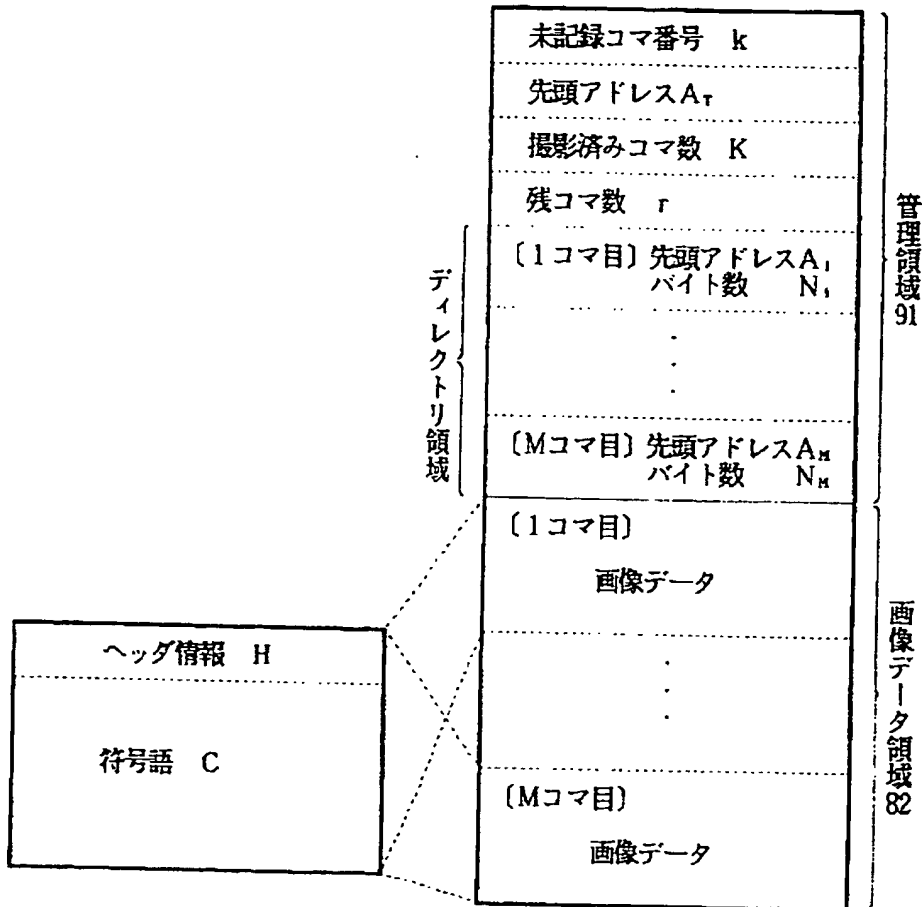 未記録コマ番号 k
先頭アドレスA_T
撮影済みコマ数 K
残コマ数 r
〔1コマ目〕先頭アドレスA₁
バイト数 N₁
〔Mコマ目〕先頭アドレスA_M
バイト数 N_M
ディレクトリ領域
管理領域91
〔1コマ目〕
画像データ
〔Mコマ目〕
画像データ
画像データ領域82
ヘッダ情報 H
符号語 C